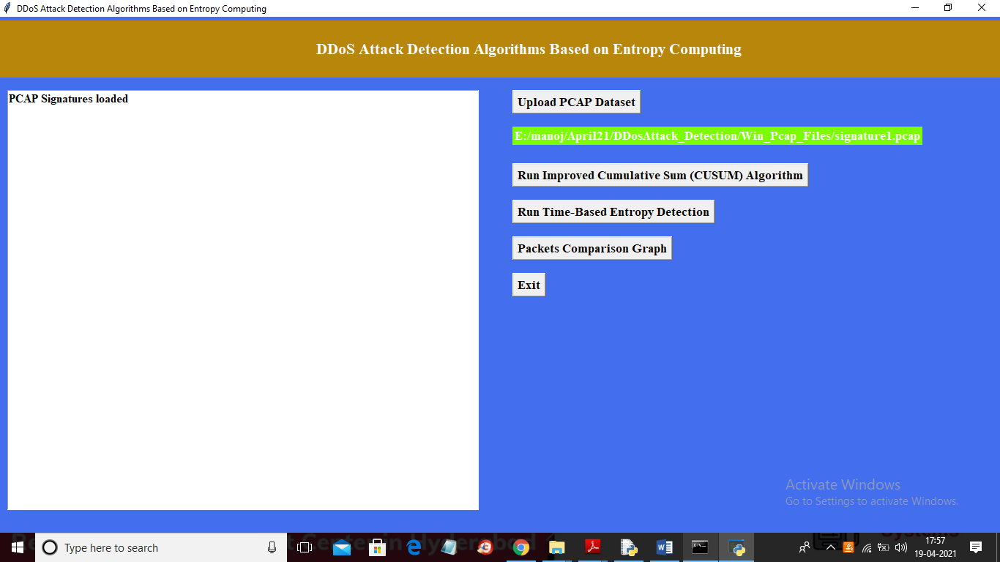 DDoS Attack Detection Algorithms Based on Entropy Computing
DDoS Attack Detection Algorithms Based on Entropy Computing
PCAP Signatures loaded
Upload PCAP Dataset
E:/manoj/April21/DDosAttack_Detection/Win_Pcap_Files/signature1.pcap
Run Improved Cumulative Sum (CUSUM) Algorithm
Run Time-Based Entropy Detection
Packets Comparison Graph
Exit
Activate Windows
Go to Settings to activate Windows.
Type here to search
17:57
19-04-2021